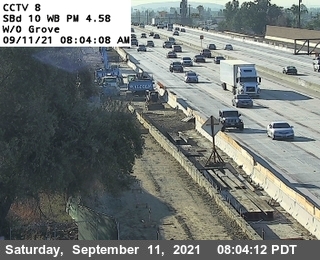 CCTV 8
SBd 10 WB PM 4.58
W/O Grove
09/11/21 08:04:08 AM
Saturday, September 11, 2021 08:04:12 PDT